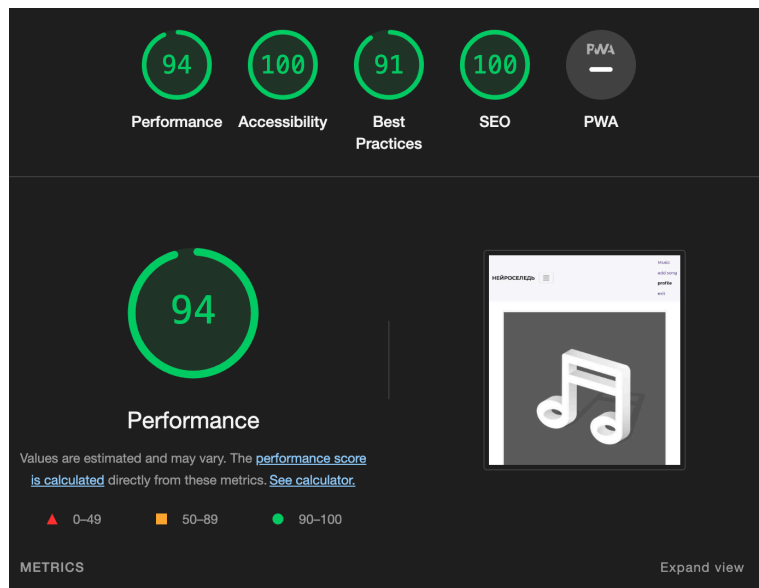 94
100
91
100
PWA
Performance
Accessibility
Best
Practices
SEO
PWA
94
Performance
Values are estimated and may vary. The performance score
is calculated directly from these metrics. See calculator.
0–49
50–89
90–100
НЕЙРОСЕЛЕДЬ
Music
add song
profile
exit
METRICS
Expand view